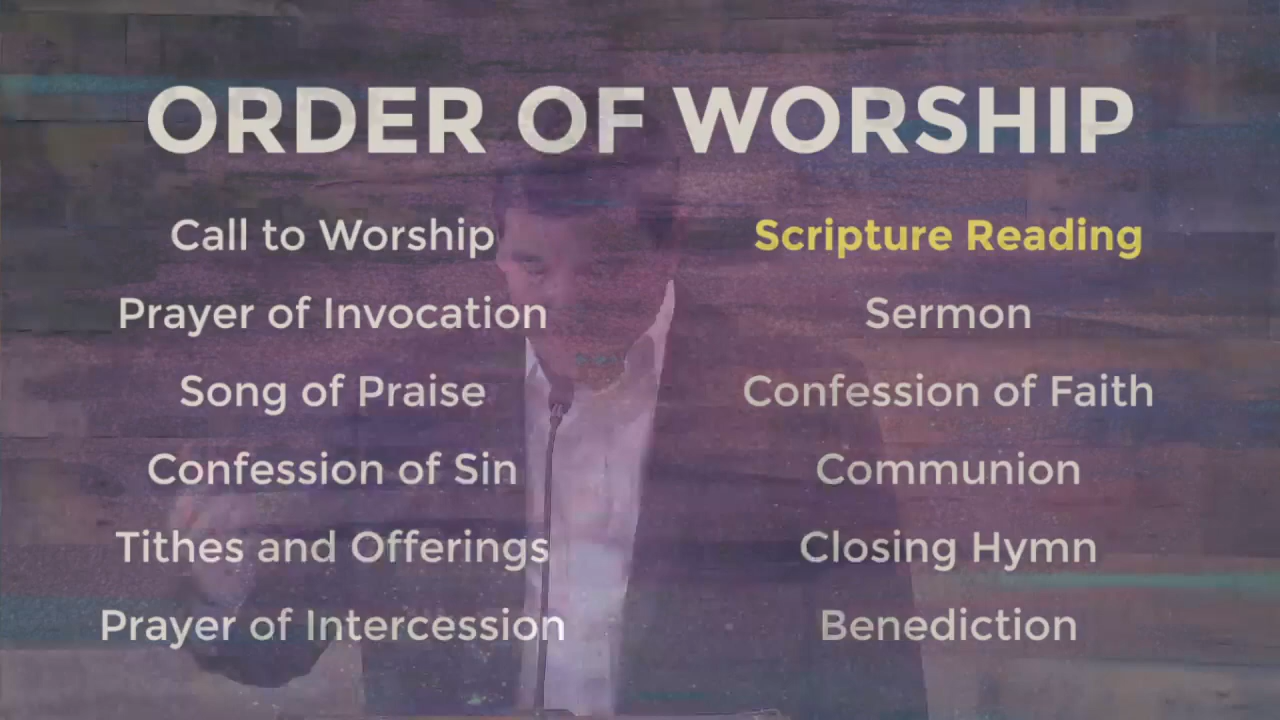 ORDER OF WORSHIP
Call to Worship
Prayer of Invocation
Song of Praise
Confession of Sin
Tithes and Offerings
Prayer of Intercession
Scripture Reading
Sermon
Confession of Faith
Communion
Closing Hymn
Benediction